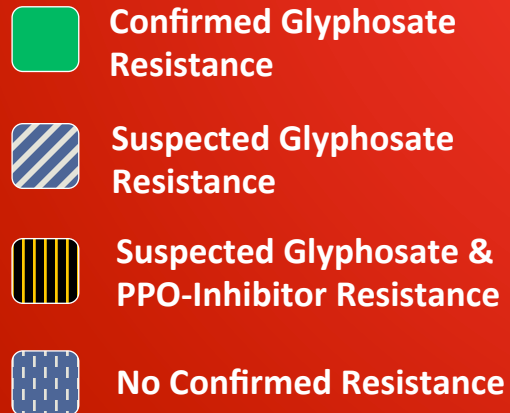 Confirmed Glyphosate
Resistance
Suspected Glyphosate
Resistance
Suspected Glyphosate &
PPO-Inhibitor Resistance
No Confirmed Resistance